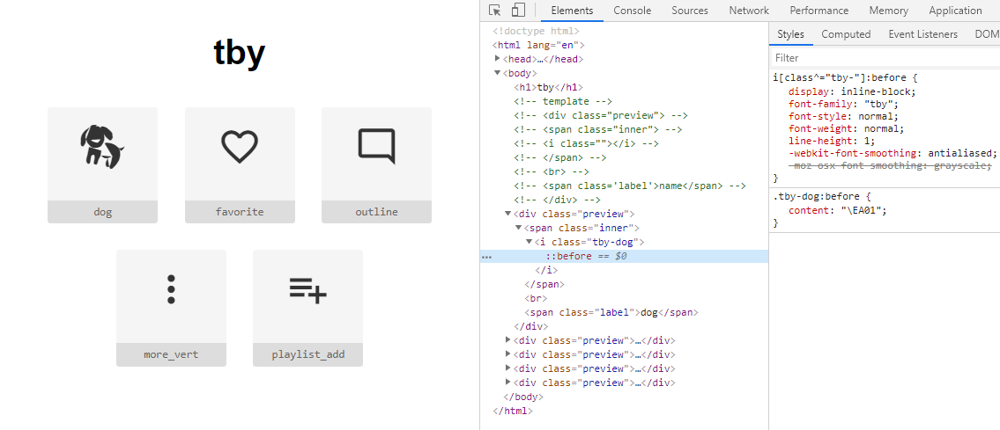 tby
dog
favorite
outline
more_vert
playlist_add
Elements Console Sources Network Performance Memory Application
<!doctype html>
<html lang="en">
<head>…</head>
<body>
<h1>tby</h1>
<!-- template -->
<!-- <div class="preview"> -->
<!-- <span class="inner"> -->
<!-- <i class=""></i> -->
<!-- </span> -->
<!-- <br> -->
<!-- <span class='label'>name</span> -->
<!-- </div> -->
<div class="preview">
<span class="inner">
<i class="tby-dog">
… ::before == $0
</i>
</span>
<br>
<span class="label">dog</span>
</div>
<div class="preview">…</div>
<div class="preview">…</div>
<div class="preview">…</div>
<div class="preview">…</div>
</body>
</html>
Styles Computed Event Listeners DOM
Filter
i[class^="tby-"]:before {
display: inline-block;
font-family: "tby";
font-style: normal;
font-weight: normal;
line-height: 1;
-webkit-font-smoothing: antialiased;
-moz-osx-font-smoothing: grayscale;
}
.tby-dog:before {
content: "\EA01";
}